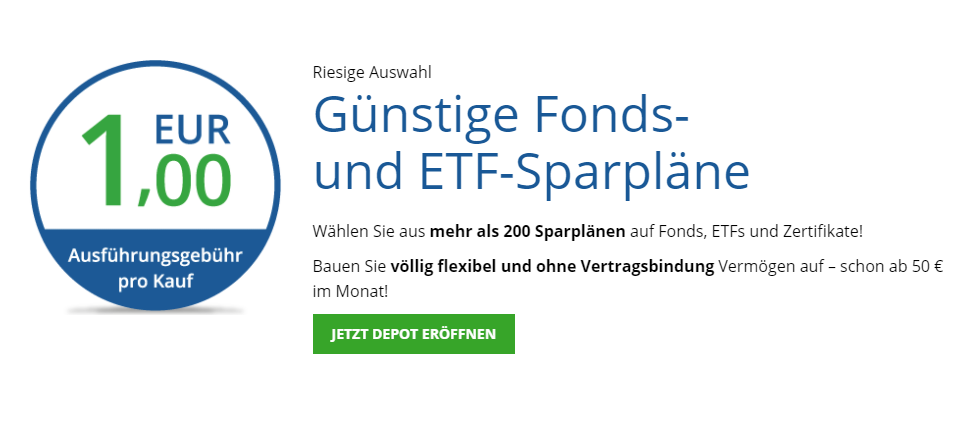 1,00 EUR
Ausführungsgebühr
pro Kauf
Riesige Auswahl
Günstige Fonds-
und ETF-Sparpläne
Wählen Sie aus mehr als 200 Sparplänen auf Fonds, ETFs und Zertifikate!
Bauen Sie völlig flexibel und ohne Vertragsbindung Vermögen auf – schon ab 50 €
im Monat!
JETZT DEPOT ERÖFFNEN